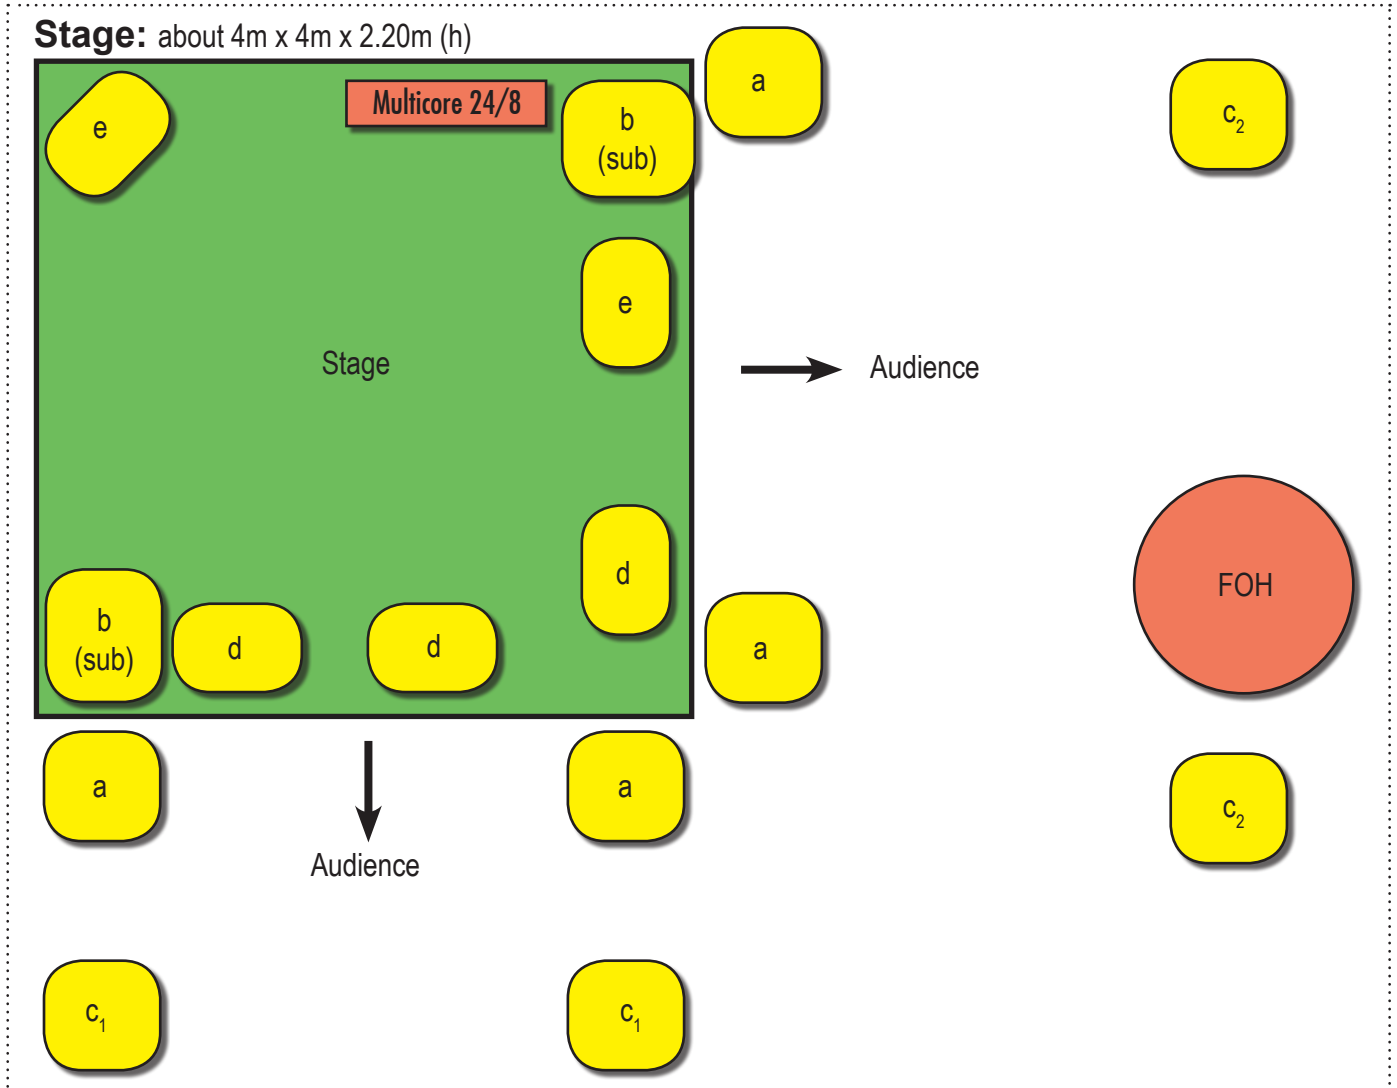 Stage: about 4m x 4m x 2.20m (h)
e
Multicore 24/8
b
(sub)
a
c2
e
Stage
Audience
d
FOH
b
(sub)
d
d
a
a
a
c2
Audience
c1
c1